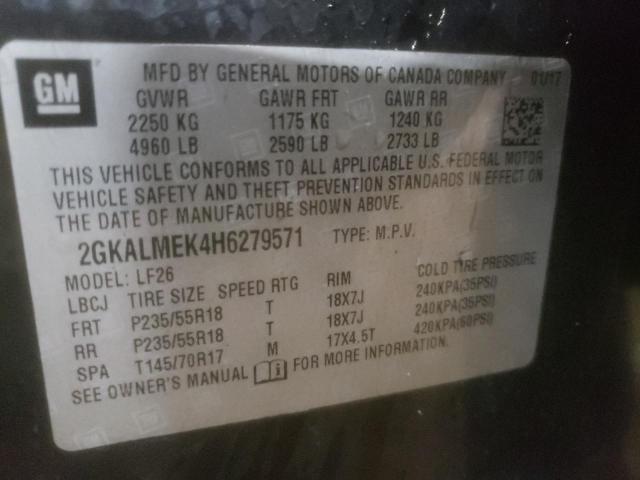 GM
MFD BY GENERAL MOTORS OF CANADA COMPANY 01/17
GVWR GAWR FRT GAWR RR
2250 KG 1175 KG 1240 KG
4960 LB 2590 LB 2733 LB
THIS VEHICLE CONFORMS TO ALL APPLICABLE U.S. FEDERAL MOTOR
VEHICLE SAFETY AND THEFT PREVENTION STANDARDS IN EFFECT ON
THE DATE OF MANUFACTURE SHOWN ABOVE.
2GKALMEK4H6279571 TYPE: M.P.V.
MODEL: LF26
LBCJ TIRE SIZE SPEED RTG RIM COLD TIRE PRESSURE
FRT P235/55R18 T 18X7J 240KPA(35PSI)
RR P235/55R18 T 18X7J 240KPA(35PSI)
SPA T145/70R17 M 17X4.5T 420KPA(60PSI)
SEE OWNER'S MANUAL FOR MORE INFORMATION.